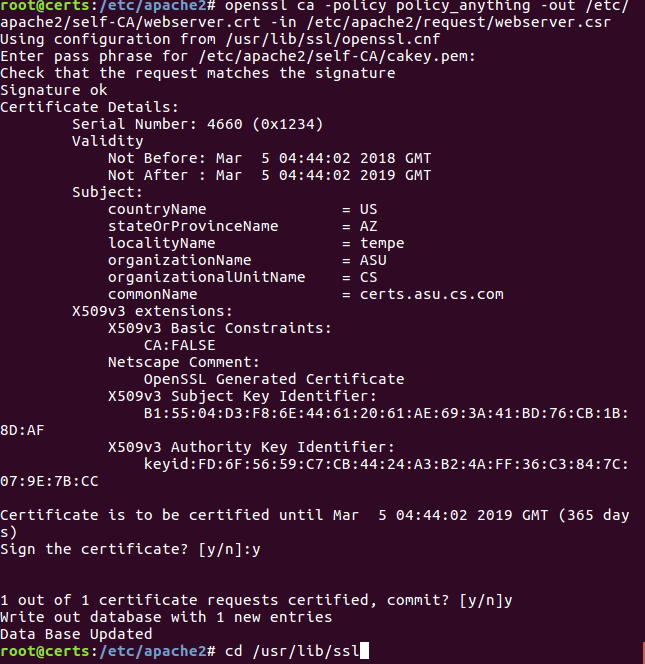 root@certs:/etc/apache2# openssl ca -policy policy_anything -out /etc/
apache2/self-CA/webserver.crt -in /etc/apache2/request/webserver.csr
Using configuration from /usr/lib/ssl/openssl.cnf
Enter pass phrase for /etc/apache2/self-CA/cakey.pem:
Check that the request matches the signature
Signature ok
Certificate Details:
        Serial Number: 4660 (0x1234)
        Validity
            Not Before: Mar  5 04:44:02 2018 GMT
            Not After : Mar  5 04:44:02 2019 GMT
        Subject:
            countryName               = US
            stateOrProvinceName       = AZ
            localityName              = tempe
            organizationName          = ASU
            organizationalUnitName    = CS
            commonName                = certs.asu.cs.com
        X509v3 extensions:
            X509v3 Basic Constraints:
                CA:FALSE
            Netscape Comment:
                OpenSSL Generated Certificate
            X509v3 Subject Key Identifier:
                B1:55:04:D3:F8:6E:44:61:20:61:AE:69:3A:41:BD:76:CB:1B:
8D:AF
            X509v3 Authority Key Identifier:
                keyid:FD:6F:56:59:C7:CB:44:24:A3:B2:4A:FF:36:C3:84:7C:
07:9E:7B:CC
Certificate is to be certified until Mar  5 04:44:02 2019 GMT (365 day
s)
Sign the certificate? [y/n]:y
1 out of 1 certificate requests certified, commit? [y/n]y
Write out database with 1 new entries
Data Base Updated
root@certs:/etc/apache2# cd /usr/lib/ssl